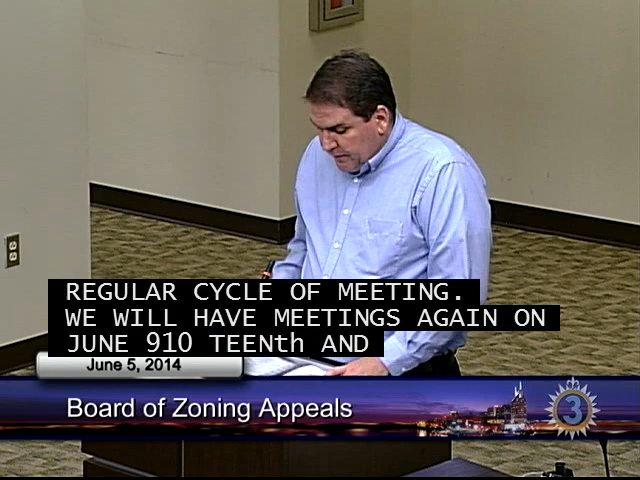 REGULAR CYCLE OF MEETING.
WE WILL HAVE MEETINGS AGAIN ON
JUNE 910 TEENth AND
June 5, 2014
Board of Zoning Appeals
3